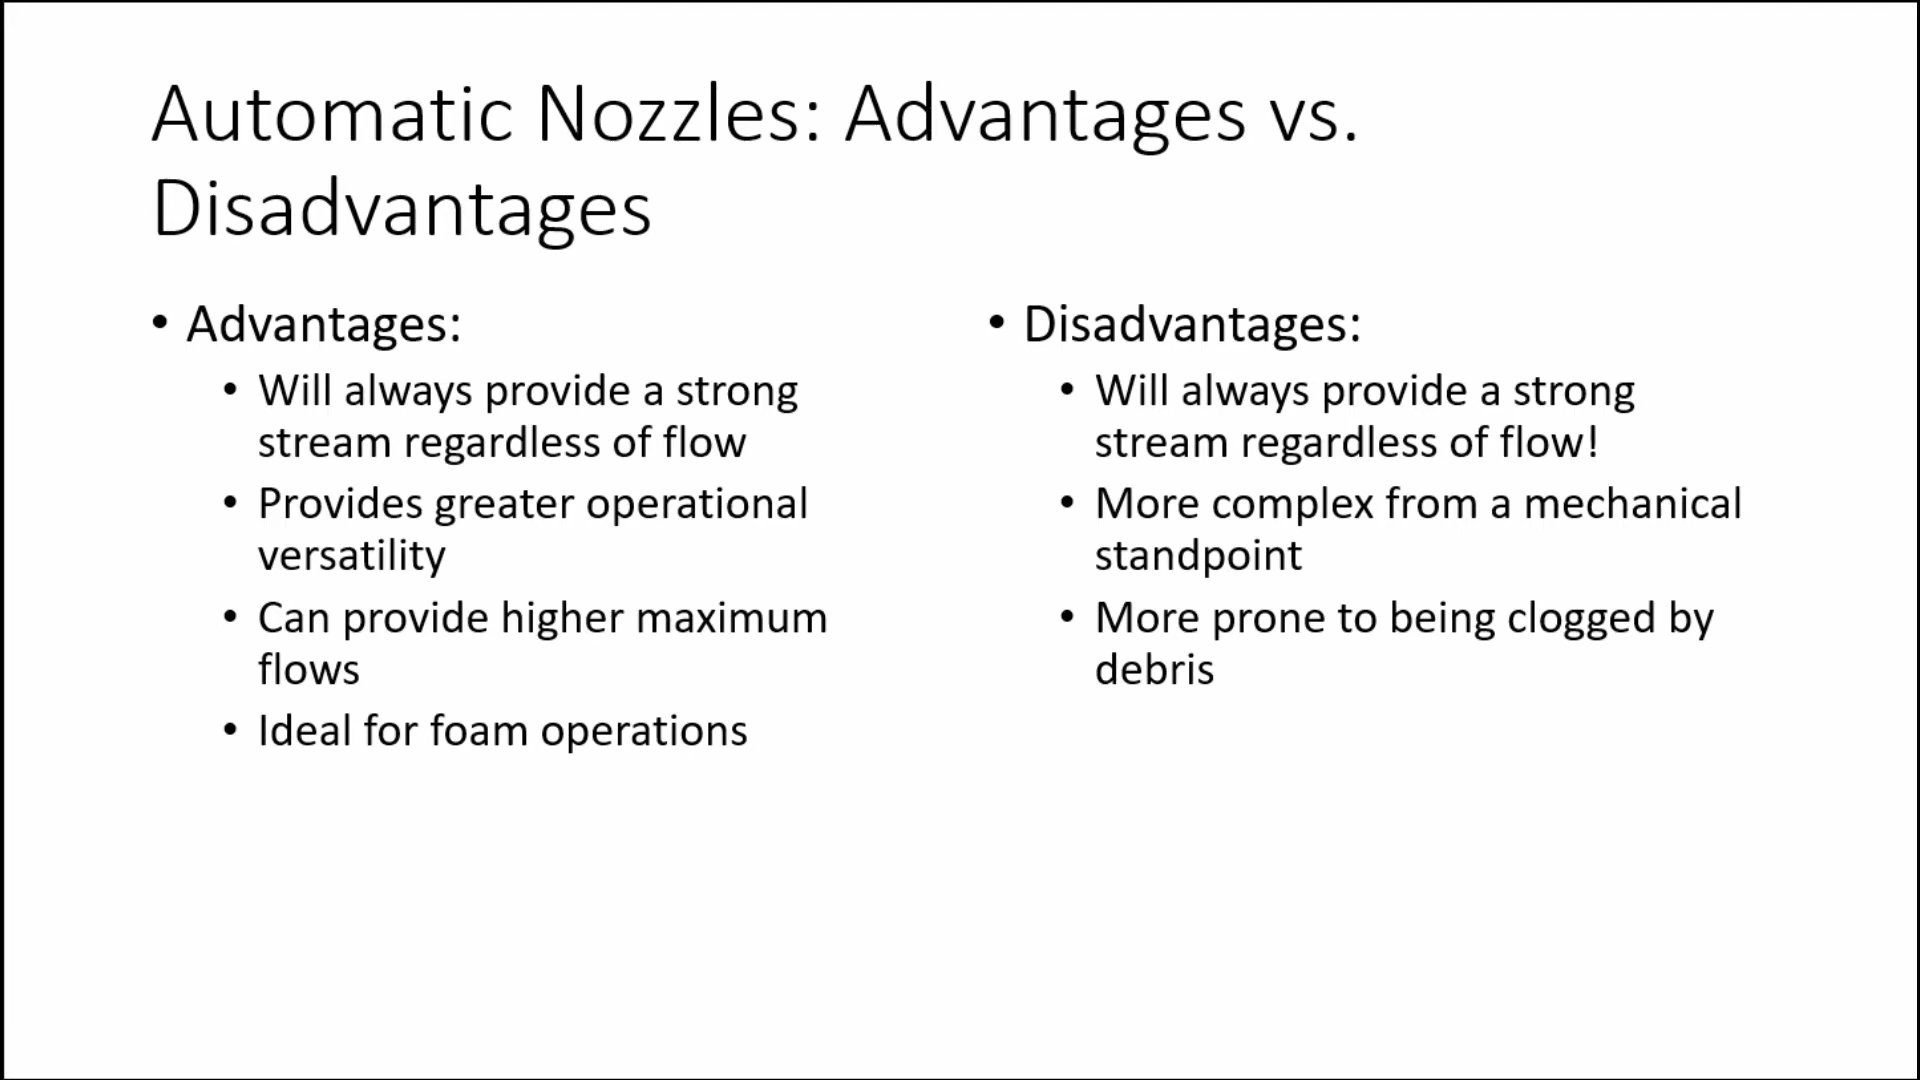 Automatic Nozzles: Advantages vs.
Disadvantages
• Advantages:
• Will always provide a strong
stream regardless of flow
• Provides greater operational
versatility
• Can provide higher maximum
flows
• Ideal for foam operations
• Disadvantages:
• Will always provide a strong
stream regardless of flow!
• More complex from a mechanical
standpoint
• More prone to being clogged by
debris